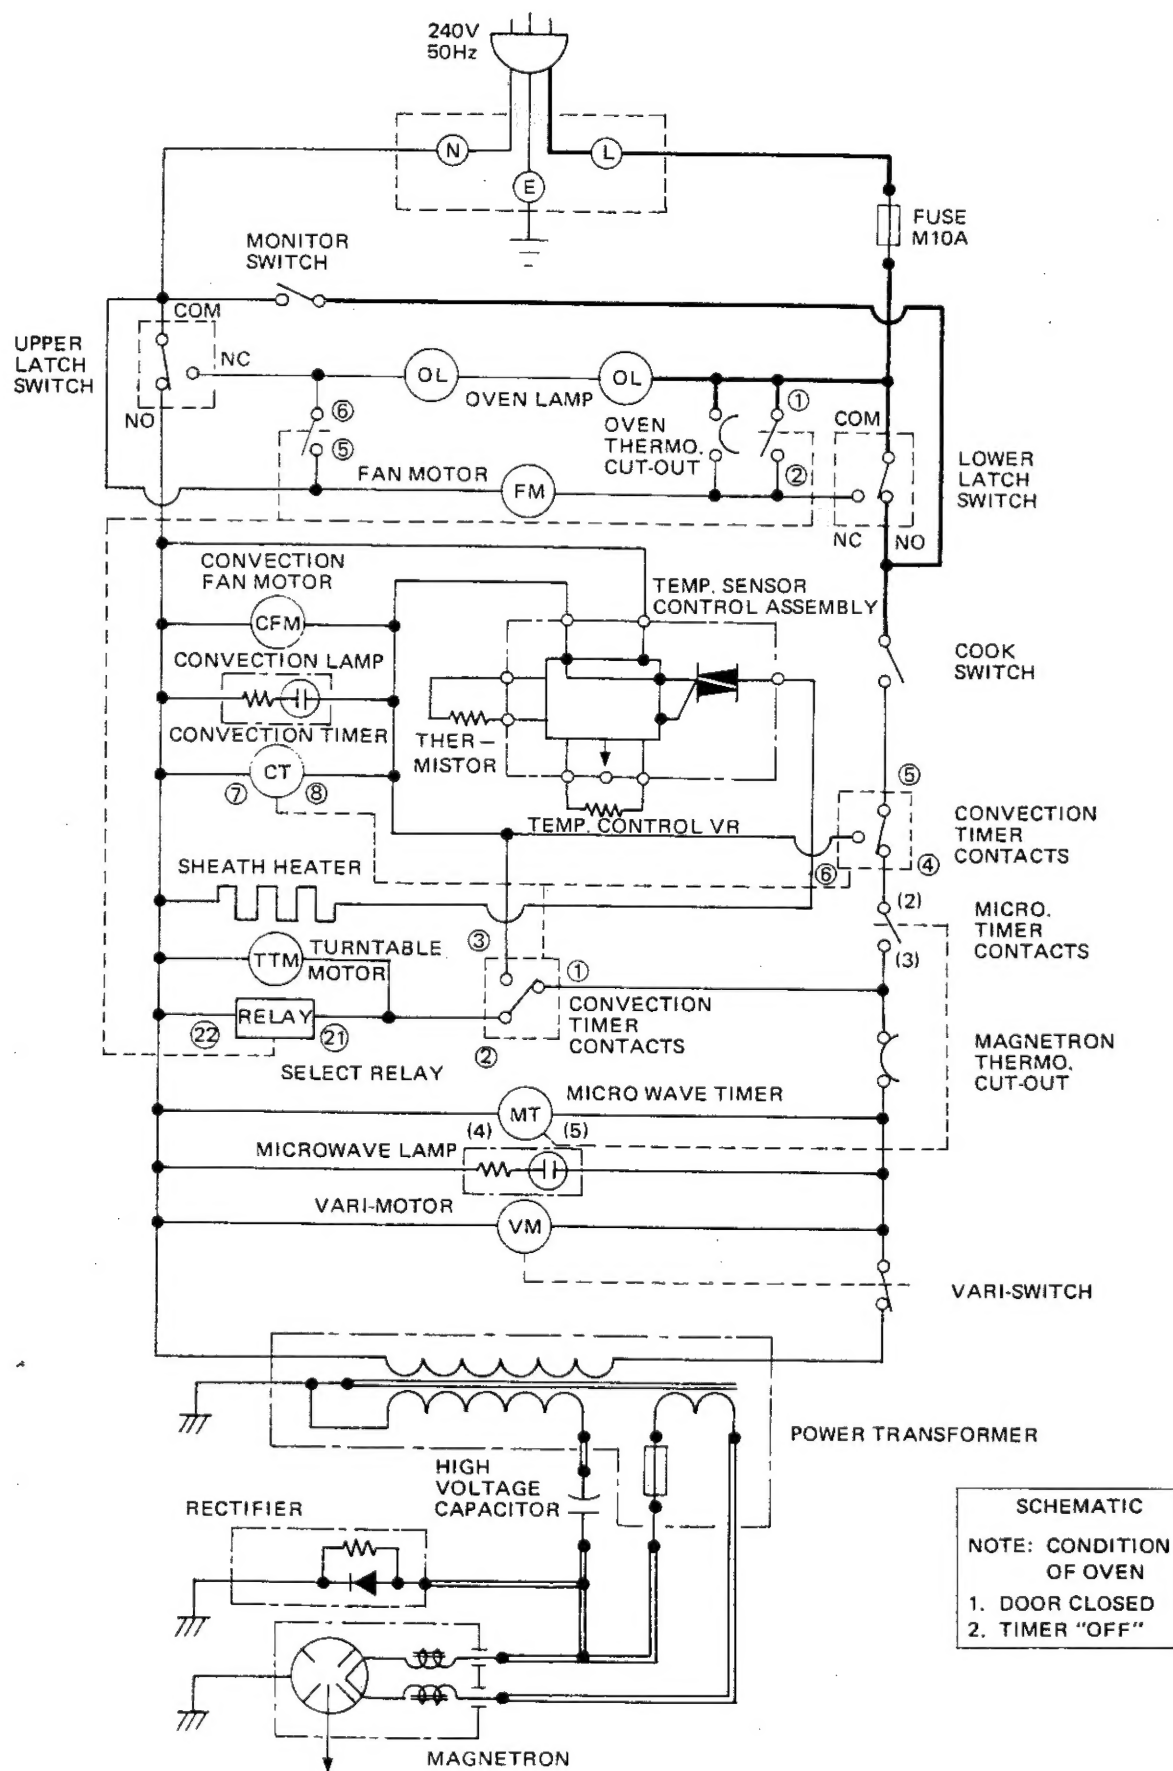 240V
50Hz
N
L
E
FUSE
M10A
MONITOR
SWITCH
COM
UPPER
LATCH
SWITCH
NC
NO
OL
OL
OVEN LAMP
⑥
⑤
OVEN
THERMO.
CUT-OUT
①
②
COM
LOWER
LATCH
SWITCH
NC
NO
FAN MOTOR
FM
CONVECTION
FAN MOTOR
CFM
TEMP. SENSOR
CONTROL ASSEMBLY
COOK
SWITCH
CONVECTION LAMP
CONVECTION TIMER
CT
⑦
⑧
THER–
MISTOR
TEMP. CONTROL VR
⑤
CONVECTION
TIMER
CONTACTS
⑥
④
SHEATH HEATER
(2)
MICRO.
TIMER
CONTACTS
(3)
TTM
TURNTABLE
MOTOR
③
①
CONVECTION
TIMER
CONTACTS
②
RELAY
㉒
㉑
SELECT RELAY
MAGNETRON
THERMO.
CUT-OUT
MICRO WAVE TIMER
MT
(4)
(5)
MICROWAVE LAMP
VARI-MOTOR
VM
VARI-SWITCH
POWER TRANSFORMER
HIGH
VOLTAGE
CAPACITOR
RECTIFIER
MAGNETRON
SCHEMATIC
NOTE: CONDITION
OF OVEN
1. DOOR CLOSED
2. TIMER "OFF"